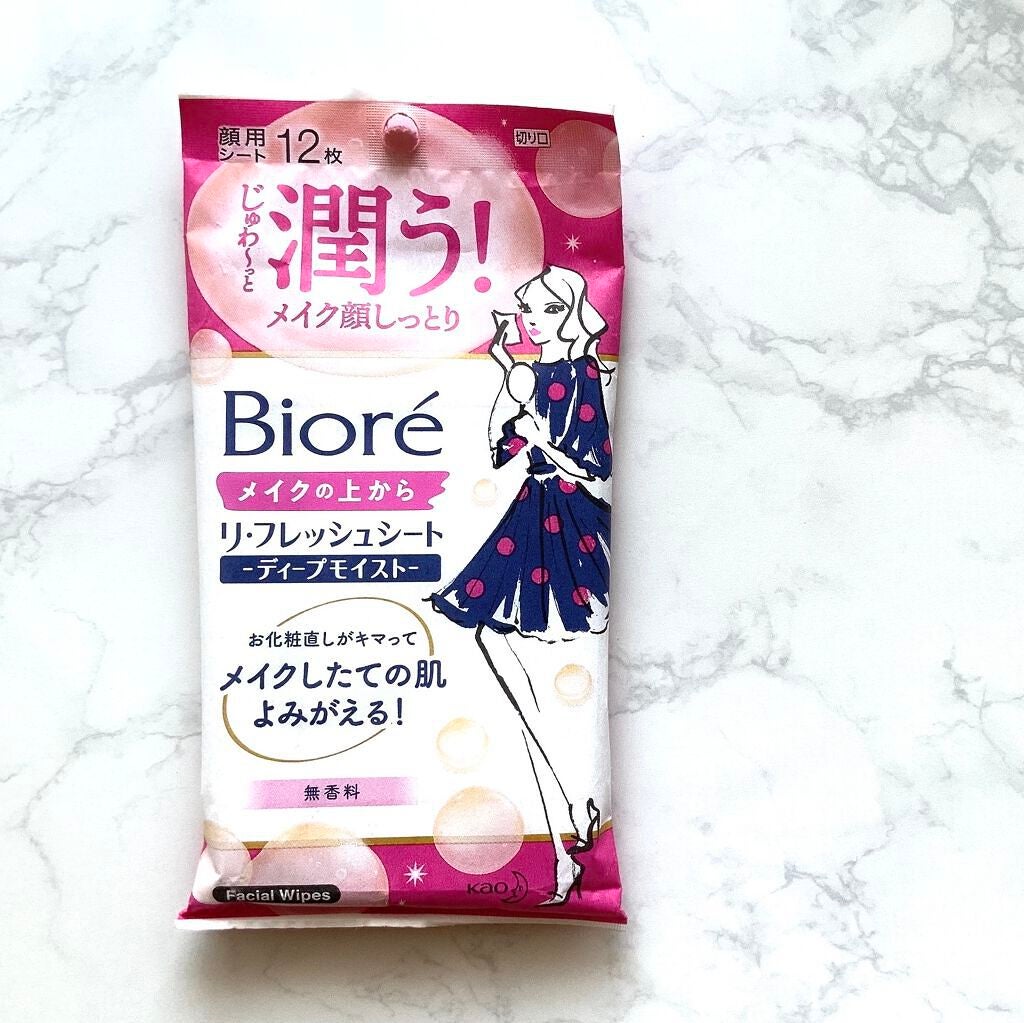 顔用
シート 12枚
切り口
じゅわ〜っと
潤う!
メイク顔しっとり
Bioré
メイクの上から
リ・フレッシュシート
-ディープモイスト-
お化粧直しがキマって
メイクしたての肌
よみがえる!
無香料
Facial Wipes
Kao